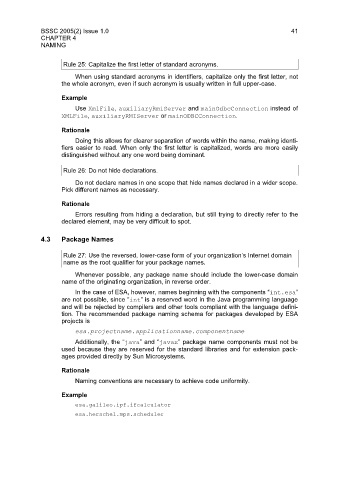 BSSC 2005(2) Issue 1.0 41
CHAPTER 4
NAMING
Rule 25: Capitalize the first letter of standard acronyms.
When using standard acronyms in identifiers, capitalize only the first letter, not
the whole acronym, even if such acronym is usually written in full upper-case.
Example
Use XmlFile, auxiliaryRmiServer and mainOdbcConnection instead of
XMLFile, auxiliaryRMIServer or mainODBCConnection.
Rationale
Doing this allows for clearer separation of words within the name, making identi-
fiers easier to read. When only the first letter is capitalized, words are more easily
distinguished without any one word being dominant.
Rule 26: Do not hide declarations.
Do not declare names in one scope that hide names declared in a wider scope.
Pick different names as necessary.
Rationale
Errors resulting from hiding a declaration, but still trying to directly refer to the
declared element, may be very difficult to spot.
4.3 Package Names
Rule 27: Use the reversed, lower-case form of your organization's Internet domain
name as the root qualifier for your package names.
Whenever possible, any package name should include the lower-case domain
name of the originating organization, in reverse order.
In the case of ESA, however, names beginning with the components "int.esa"
are not possible, since "int" is a reserved word in the Java programming language
and will be rejected by compilers and other tools compliant with the language defini-
tion. The recommended package naming schema for packages developed by ESA
projects is
esa.projectname.applicationname.componentname
Additionally, the "java" and "javax" package name components must not be
used because they are reserved for the standard libraries and for extension pack-
ages provided directly by Sun Microsystems.
Rationale
Naming conventions are necessary to achieve code uniformity.
Example
esa.galileo.ipf.ifcalculator
esa.herschel.mps.scheduler